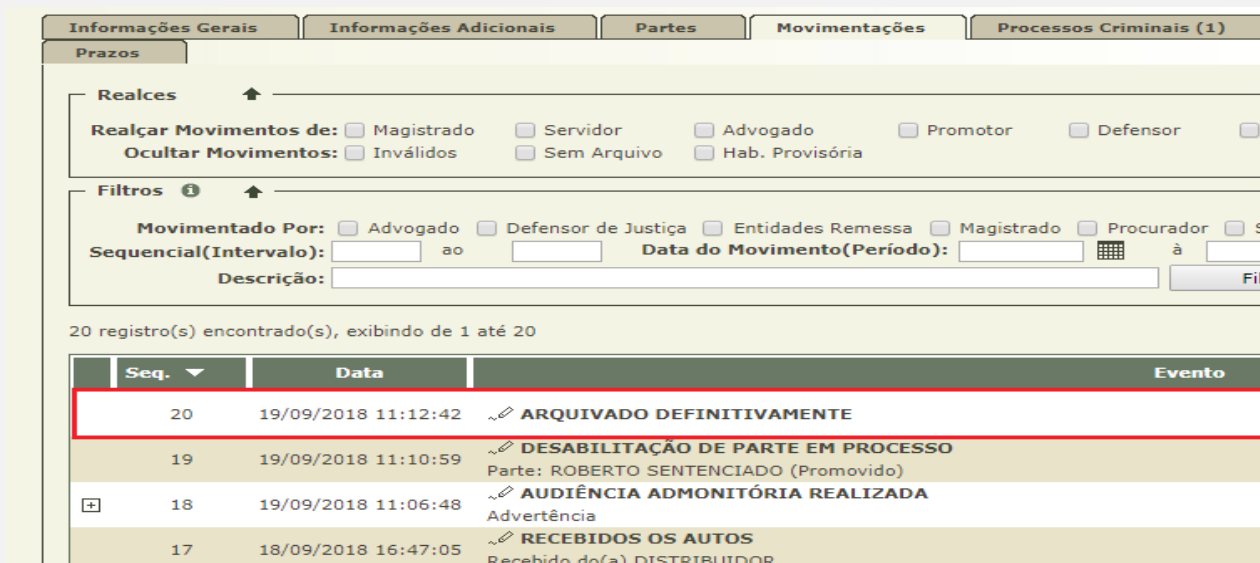 Informações Gerais Informações Adicionais Partes Movimentações Processos Criminais (1)
Prazos
Realces
Realçar Movimentos de: Magistrado Servidor Advogado Promotor Defensor
Ocultar Movimentos: Inválidos Sem Arquivo Hab. Provisória
Filtros
Movimentado Por: Advogado Defensor de Justiça Entidades Remessa Magistrado Procurador
Sequencial(Intervalo): ao Data do Movimento(Período): à
Descrição:
20 registro(s) encontrado(s), exibindo de 1 até 20
Seq. Data Evento
20 19/09/2018 11:12:42 ARQUIVADO DEFINITIVAMENTE
19 19/09/2018 11:10:59 DESABILITAÇÃO DE PARTE EM PROCESSO
Parte: ROBERTO SENTENCIADO (Promovido)
18 19/09/2018 11:06:48 AUDIÊNCIA ADMONITÓRIA REALIZADA
Advertência
17 18/09/2018 16:47:05 RECEBIDOS OS AUTOS
Recebido do(a) DISTRIBUIDOR